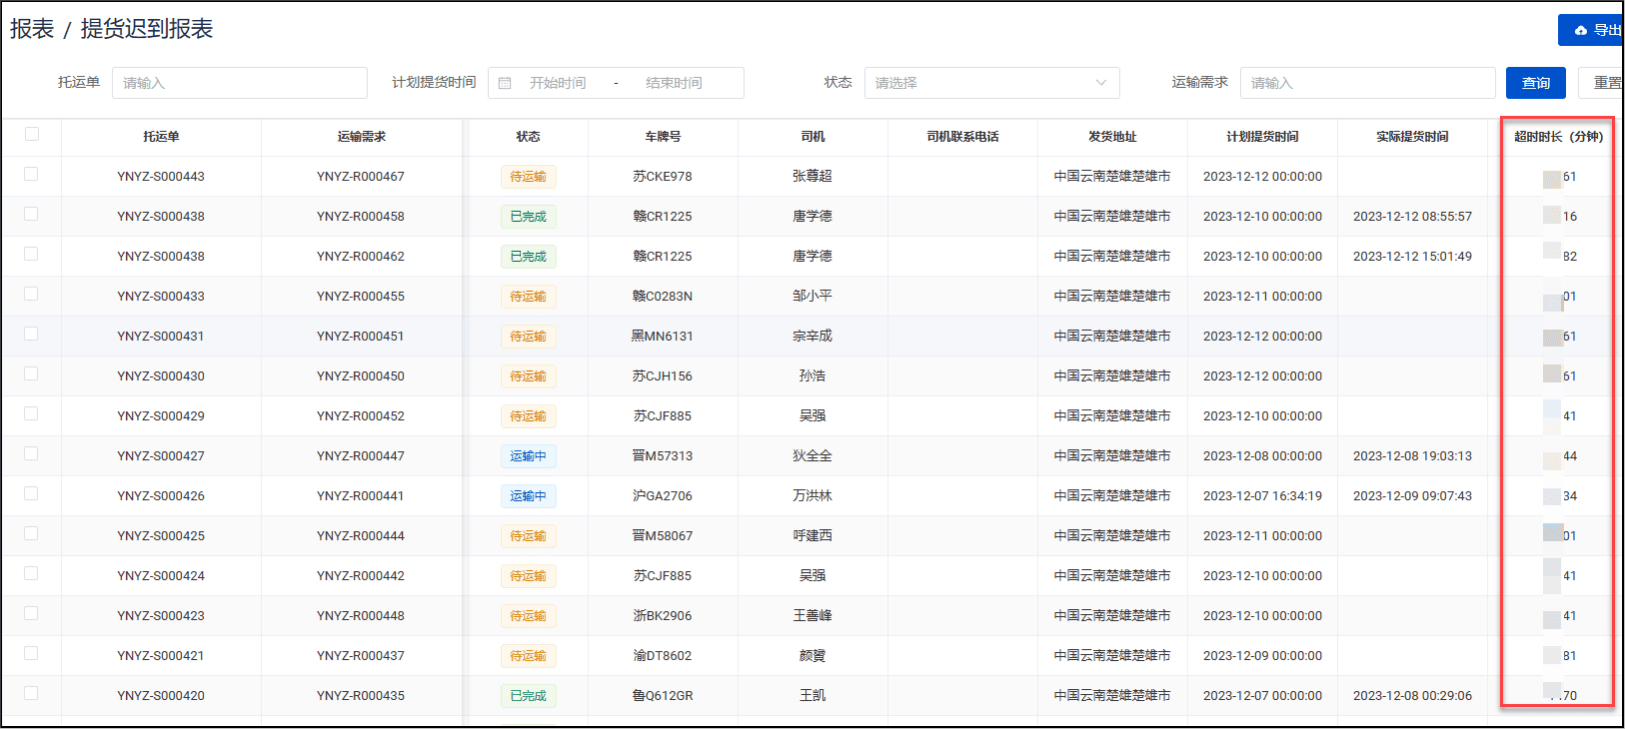 报表 / 提货迟到报表
导出
托运单 请输入 计划提货时间 开始时间 - 结束时间 状态 请选择 运输需求 请输入 查询 重置
托运单 运输需求 状态 车牌号 司机 司机联系电话 发货地址 计划提货时间 实际提货时间 超时时长（分钟）
YNYZ-S000443 YNYZ-R000467 待运输 苏CKE978 张尊超 中国云南楚雄楚雄市 2023-12-12 00:00:00 61
YNYZ-S000438 YNYZ-R000458 已完成 赣CR1225 唐学德 中国云南楚雄楚雄市 2023-12-10 00:00:00 2023-12-12 08:55:57 16
YNYZ-S000438 YNYZ-R000462 已完成 赣CR1225 唐学德 中国云南楚雄楚雄市 2023-12-10 00:00:00 2023-12-12 15:01:49 82
YNYZ-S000433 YNYZ-R000455 待运输 赣C0283N 邹小平 中国云南楚雄楚雄市 2023-12-11 00:00:00 01
YNYZ-S000431 YNYZ-R000451 待运输 黑MN6131 宗辛成 中国云南楚雄楚雄市 2023-12-12 00:00:00 61
YNYZ-S000430 YNYZ-R000450 待运输 苏CJH156 孙浩 中国云南楚雄楚雄市 2023-12-12 00:00:00 61
YNYZ-S000429 YNYZ-R000452 待运输 苏CJF885 吴强 中国云南楚雄楚雄市 2023-12-10 00:00:00 41
YNYZ-S000427 YNYZ-R000447 运输中 晋M57313 狄全全 中国云南楚雄楚雄市 2023-12-08 00:00:00 2023-12-08 19:03:13 44
YNYZ-S000426 YNYZ-R000441 运输中 沪GA2706 万洪林 中国云南楚雄楚雄市 2023-12-07 16:34:19 2023-12-09 09:07:43 34
YNYZ-S000425 YNYZ-R000444 待运输 晋M58067 呼建西 中国云南楚雄楚雄市 2023-12-11 00:00:00 01
YNYZ-S000424 YNYZ-R000442 待运输 苏CJF885 吴强 中国云南楚雄楚雄市 2023-12-10 00:00:00 41
YNYZ-S000423 YNYZ-R000448 待运输 浙BK2906 王善峰 中国云南楚雄楚雄市 2023-12-10 00:00:00 41
YNYZ-S000421 YNYZ-R000437 待运输 渝DT8602 颜 中国云南楚雄楚雄市 2023-12-09 00:00:00 81
YNYZ-S000420 YNYZ-R000435 已完成 鲁Q612GR 王凯 中国云南楚雄楚雄市 2023-12-07 00:00:00 2023-12-08 00:29:06 70